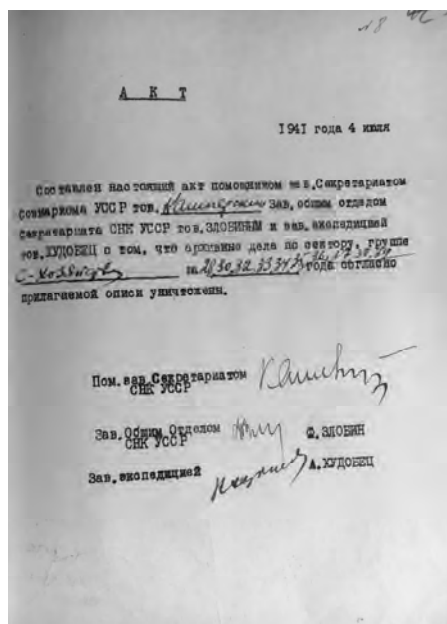 № 8
А К Т
1941 года 4 июля
Составлен настоящий акт помощником зав.Секретариатом
Совнаркома УССР тов. зав. общим отделом
секретариата СНК УССР тов.ЗЛОБИНЫМ и зав.экспедицией
тов.ХУДОБЕЦ о том, что архивные дела по сектору, группе
за 32 33 34 года согласно
прилагаемой описи уничтожены.
Пом.зав.Секретариатом
СНК УССР
Зав.Общим Отделом
СНК УССР
Ф.ЗЛОБИН
Зав.экспедицией
А.ХУДОБЕЦ